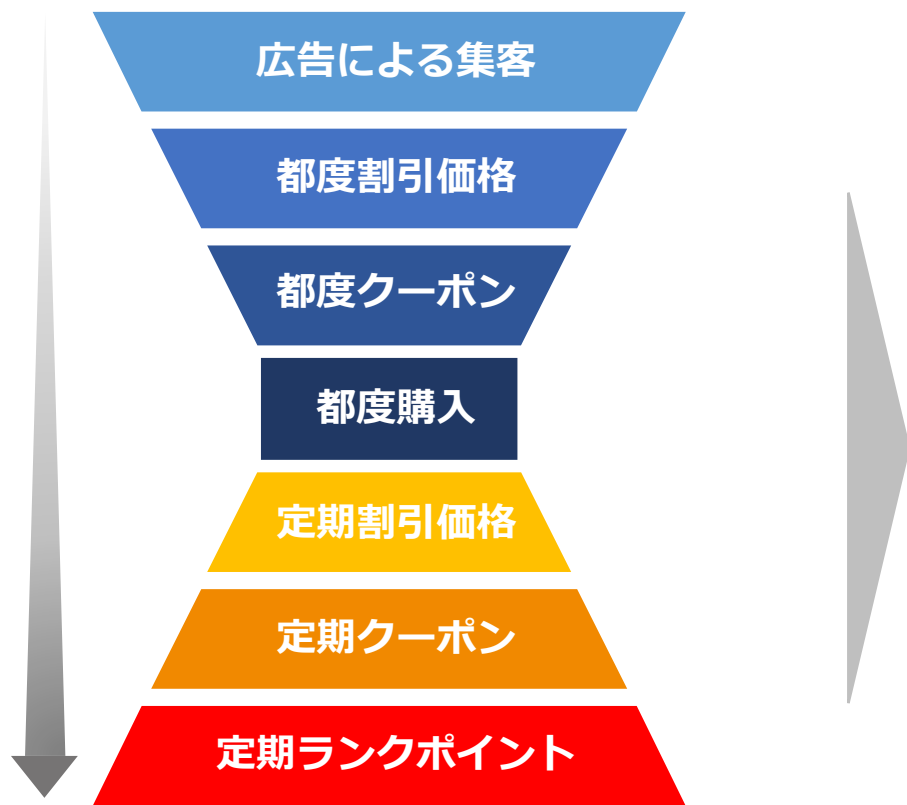 広告による集客
都度割引価格
都度クーポン
都度購入
定期割引価格
定期クーポン
定期ランクポイント